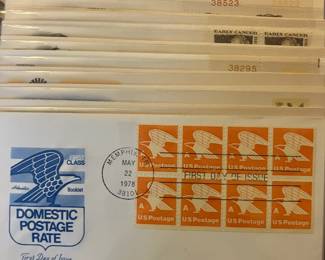 38523
EARLY CANCER
EARLY CANCER
38295
MEMPHIS
MAY
22
1978
38101
FIRST DAY OF ISSUE
A
US Postage
A
US Postage
A
US Postage
A
US Postage
A
US Postage
A
US Postage
A
US Postage
A
US Postage
CLASS
Booklet
DOMESTIC
POSTAGE
RATE
First Day of Issue